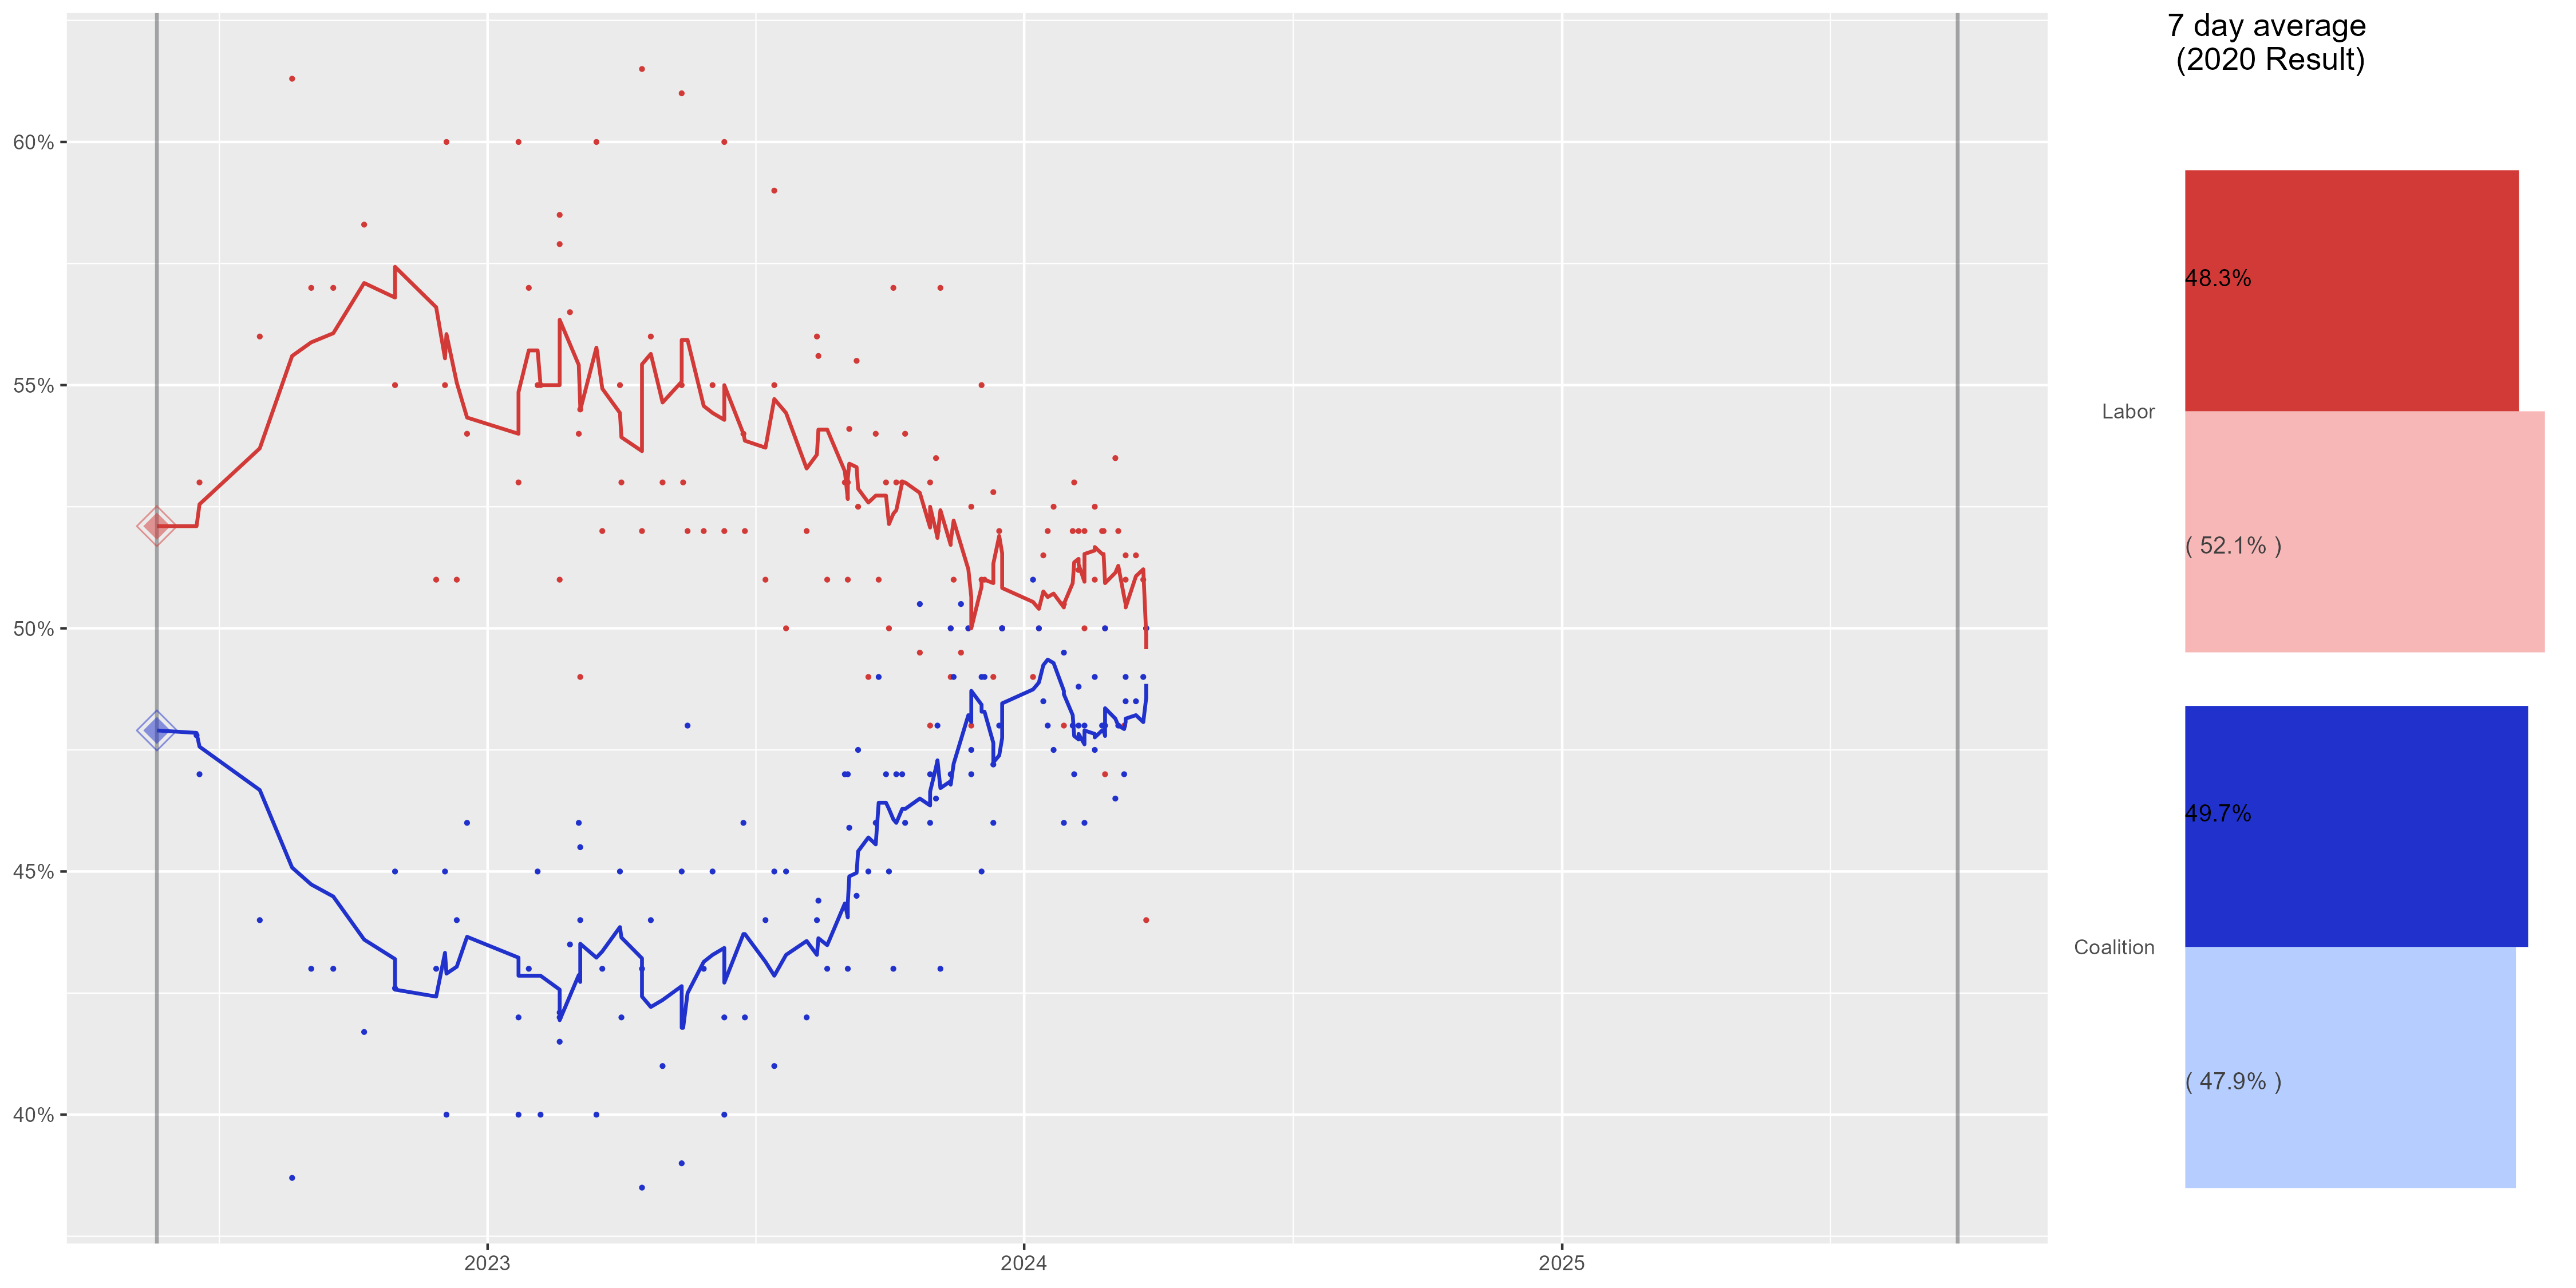 7 day average
(2020 Result)
60%
55%
50%
45%
40%
2023
2024
2025
Labor
48.3%
( 52.1% )
Coalition
49.7%
( 47.9% )